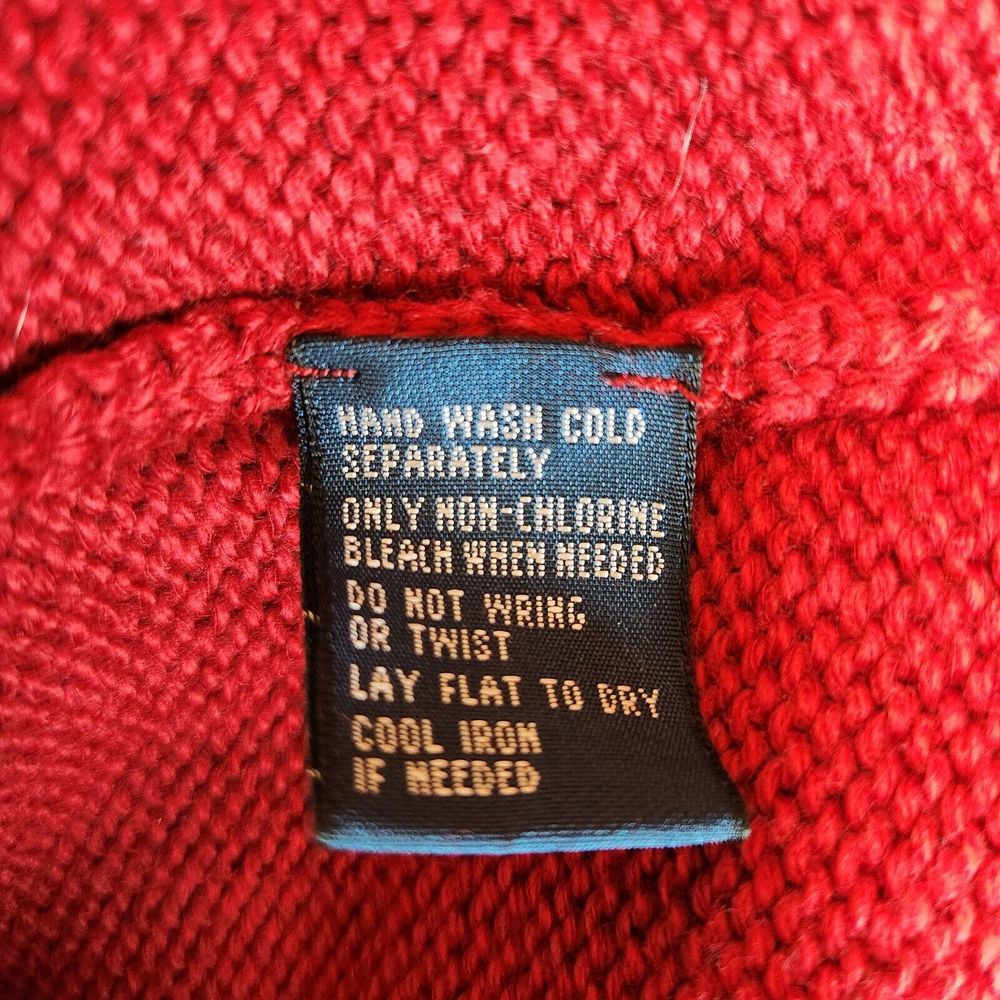 HAND WASH COLD
SEPARATELY
ONLY NON-CHLORINE
BLEACH WHEN NEEDED
DO NOT WRING
OR TWIST
LAY FLAT TO DRY
COOL IRON
IF NEEDED